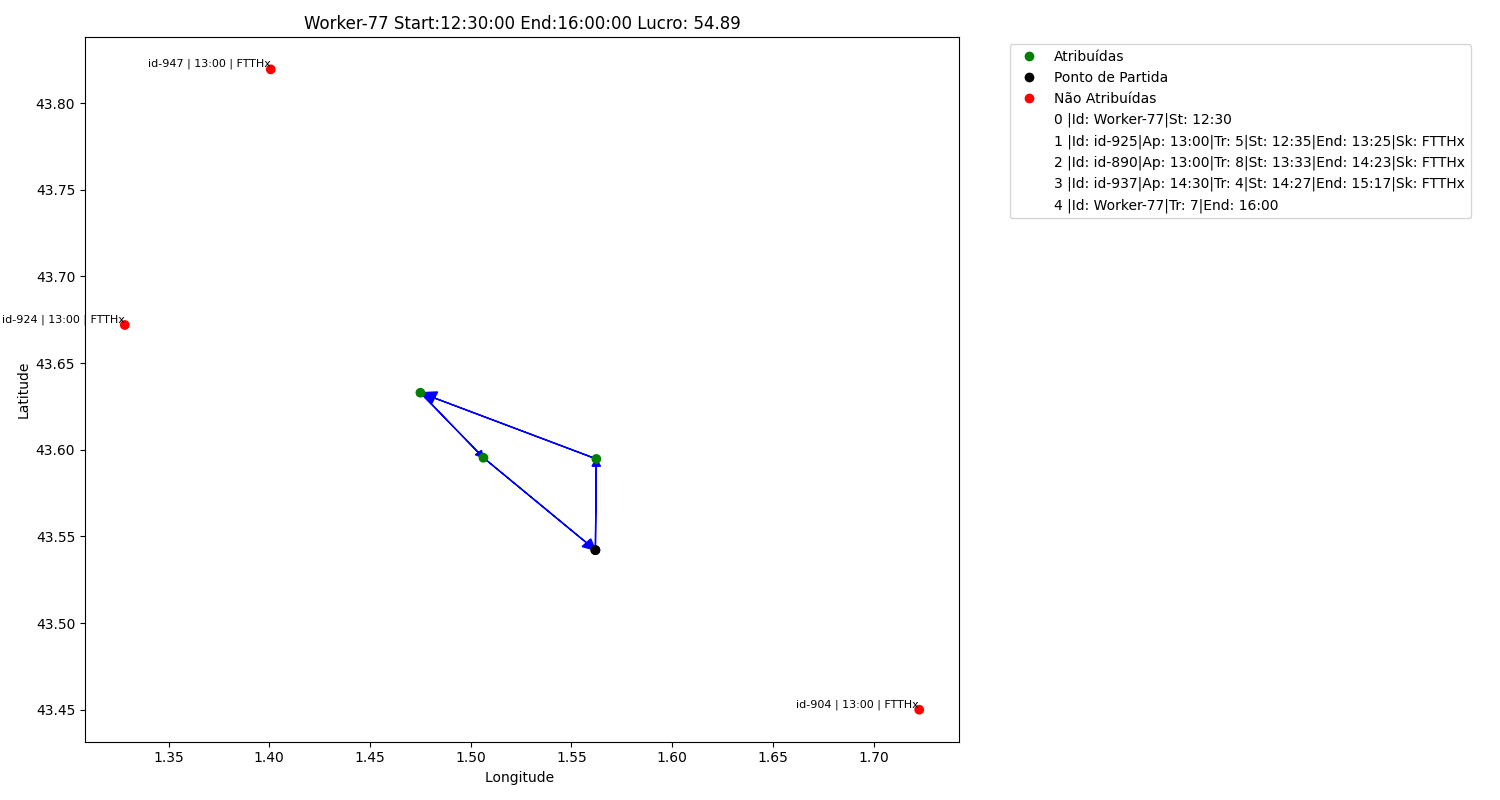 Worker-77 Start:12:30:00 End:16:00:00 Lucro: 54.89
Atribuídas
Ponto de Partida
Não Atribuídas
0 |Id: Worker-77|St: 12:30
1 |Id: id-925|Ap: 13:00|Tr: 5|St: 12:35|End: 13:25|Sk: FTTHx
2 |Id: id-890|Ap: 13:00|Tr: 8|St: 13:33|End: 14:23|Sk: FTTHx
3 |Id: id-937|Ap: 14:30|Tr: 4|St: 14:27|End: 15:17|Sk: FTTHx
4 |Id: Worker-77|Tr: 7|End: 16:00
id-947 | 13:00 | FTTHx
id-924 | 13:00 | FTTHx
id-904 | 13:00 | FTTHx
Latitude
43.80
43.75
43.70
43.65
43.60
43.55
43.50
43.45
1.35 1.40 1.45 1.50 1.55 1.60 1.65 1.70
Longitude